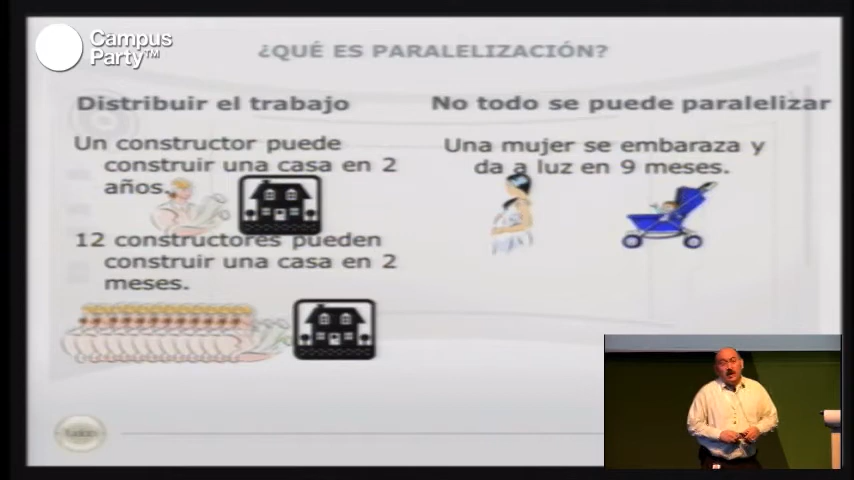 Campus
Party™
¿QUÉ ES PARALELIZACIÓN?
Distribuir el trabajo
Un constructor puede
construir una casa en 2
años.
12 constructores pueden
construir una casa en 2
meses.
No todo se puede paralelizar
Una mujer se embaraza y
da a luz en 9 meses.